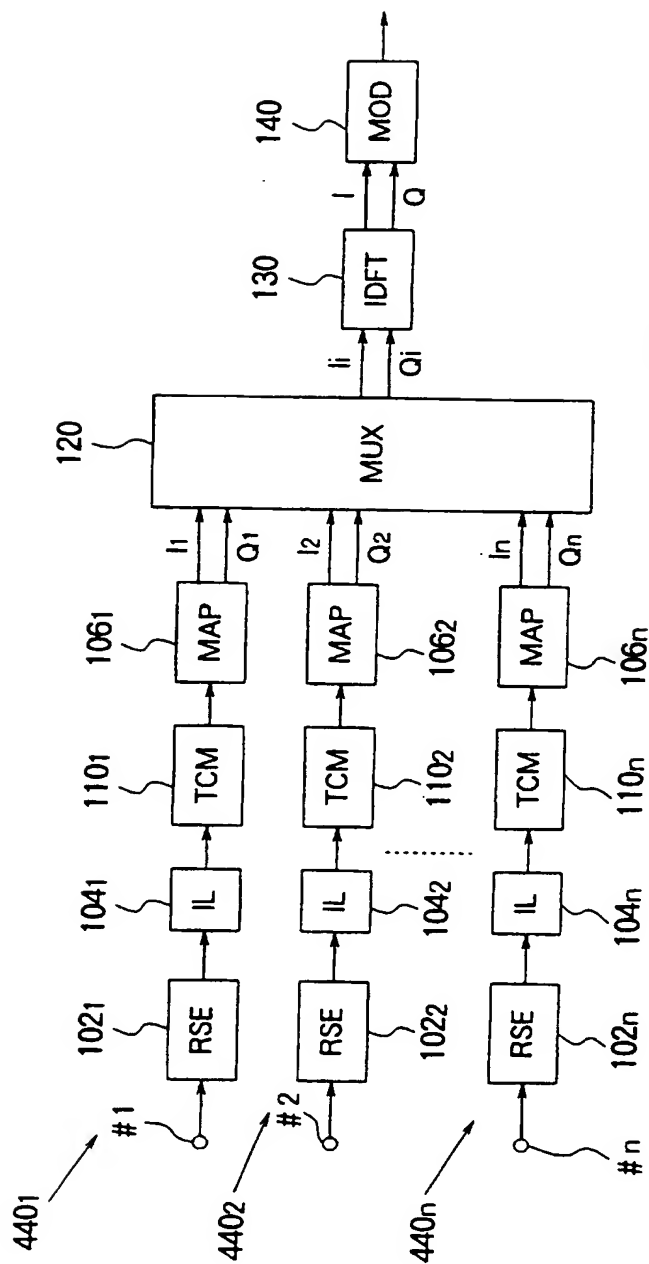 440₁
#1
102₁
RSE
104₁
IL
110₁
TCM
106₁
MAP
I₁
Q₁
440₂
#2
RSE
102₂
IL
104₂
TCM
110₂
MAP
106₂
I₂
Q₂
440ₙ
#n
RSE
102ₙ
IL
104ₙ
TCM
110ₙ
MAP
106ₙ
Iₙ
Qₙ
120
MUX
Ii
Qi
130
IDFT
I
Q
140
MOD